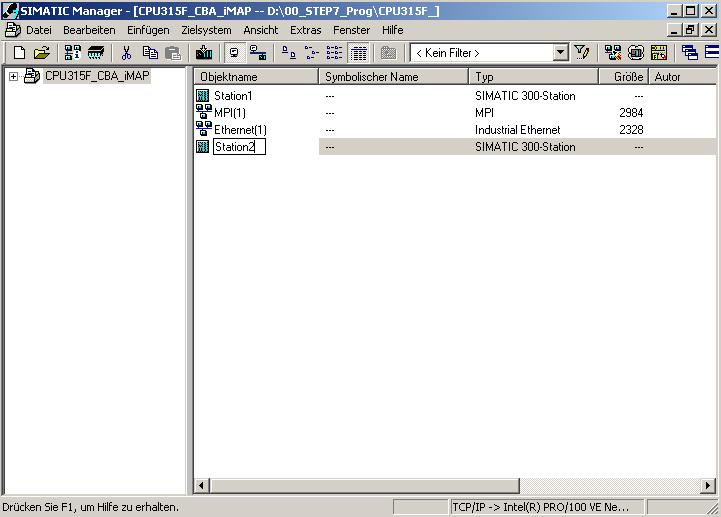 SIMATIC Manager - [CPU315F_CBA_iMAP -- D:\00_STEP7_Prog\CPU315F_]
Datei Bearbeiten Einfügen Zielsystem Ansicht Extras Fenster Hilfe
< Kein Filter >
CPU315F_CBA_iMAP
Objektname Symbolischer Name Typ Größe Autor
Station1 --- SIMATIC 300-Station ---
MPI(1) --- MPI 2984
Ethernet(1) --- Industrial Ethernet 2328
Station2 --- SIMATIC 300-Station ---
Drücken Sie F1, um Hilfe zu erhalten. TCP/IP -> Intel(R) PRO/100 VE Ne...